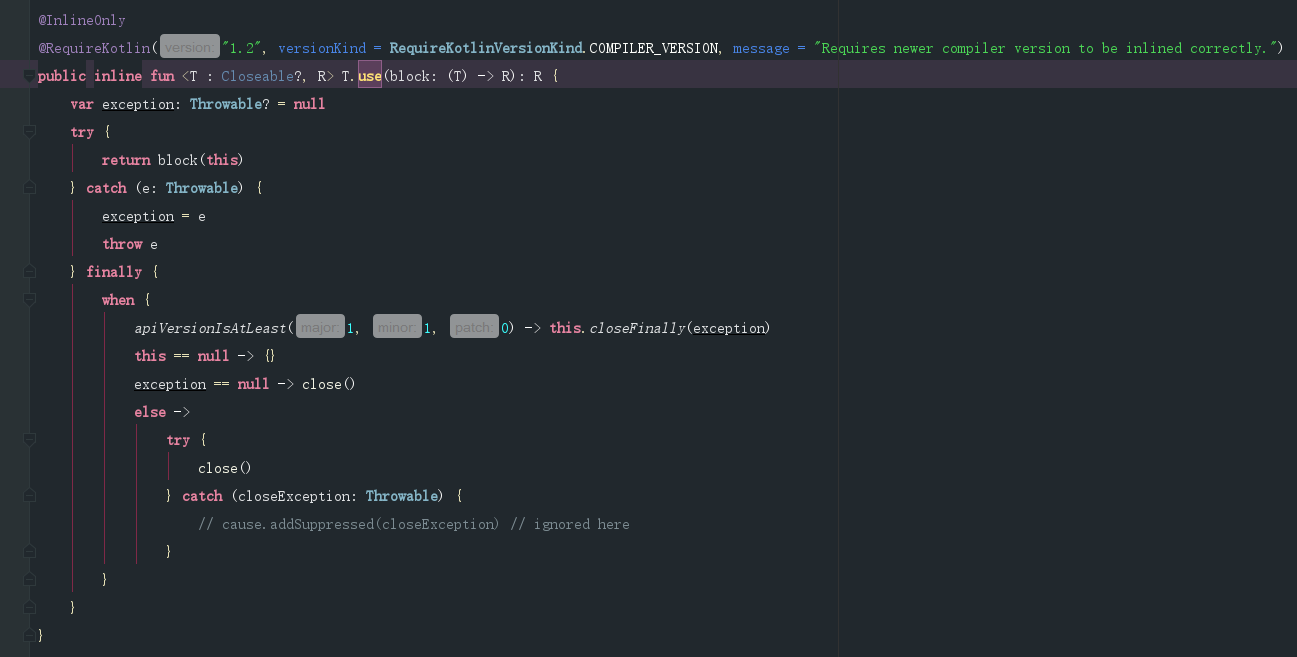 @InlineOnly
@RequireKotlin( version: "1.2", versionKind = RequireKotlinVersionKind.COMPILER_VERSION, message = "Requires newer compiler version to be inlined correctly.")
public inline fun <T : Closeable?, R> T.use(block: (T) -> R): R {
    var exception: Throwable? = null
    try {
        return block(this)
    } catch (e: Throwable) {
        exception = e
        throw e
    } finally {
        when {
            apiVersionIsAtLeast( major: 1, minor: 1, patch: 0) -> this.closeFinally(exception)
            this == null -> {}
            exception == null -> close()
            else ->
                try {
                    close()
                } catch (closeException: Throwable) {
                    // cause.addSuppressed(closeException) // ignored here
                }
        }
    }
}